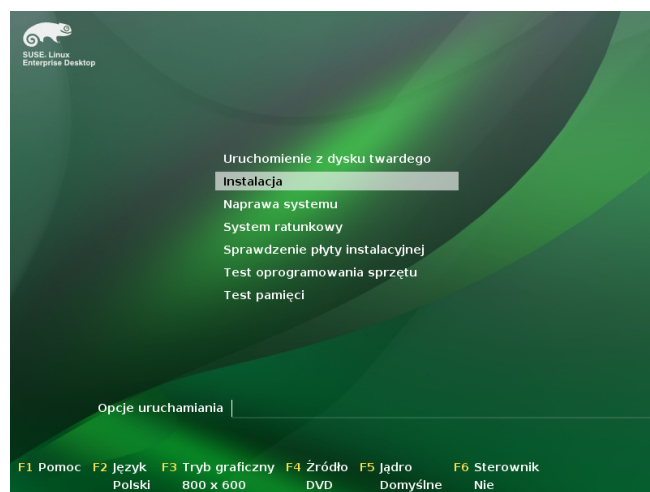 SUSE. Linux
Enterprise Desktop
Uruchomienie z dysku twardego
Instalacja
Naprawa systemu
System ratunkowy
Sprawdzenie płyty instalacyjnej
Test oprogramowania sprzętu
Test pamięci
Opcje uruchamiania
F1 Pomoc F2 Język F3 Tryb graficzny F4 Źródło F5 Jądro F6 Sterownik
Polski 800 x 600 DVD Domyślne Nie